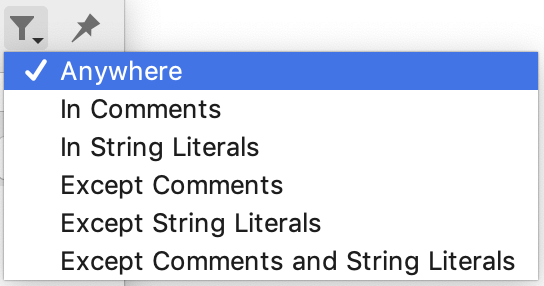 Anywhere
In Comments
In String Literals
Except Comments
Except String Literals
Except Comments and String Literals